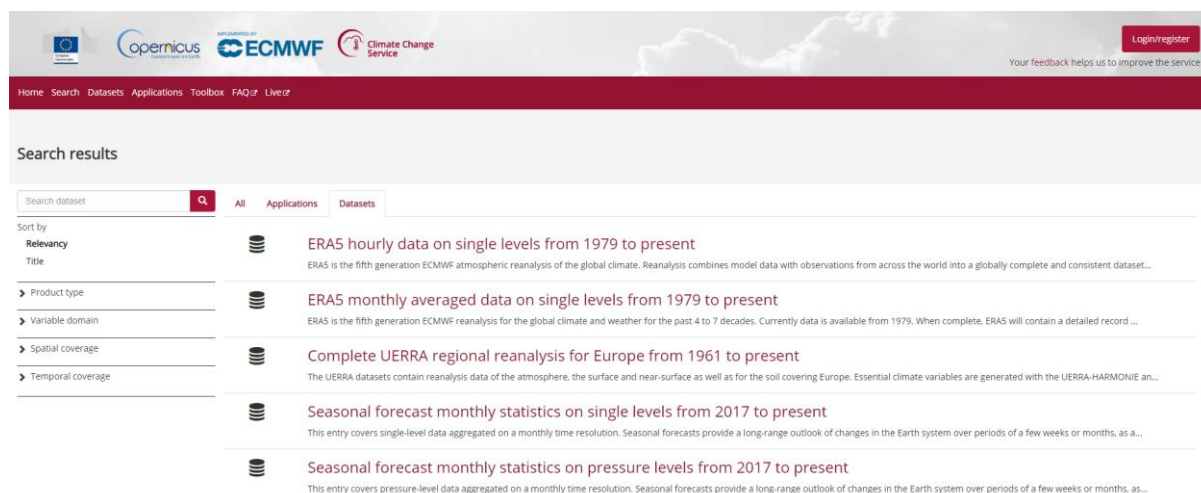 opernicus
IMPLEMENTED BY
ECMWF
Climate Change
Service
Login/register
Your feedback helps us to improve the service
Home Search Datasets Applications Toolbox FAQ Live
Search results
Search dataset
All Applications Datasets
Sort by
Relevancy
Title
Product type
Variable domain
Spatial coverage
Temporal coverage
ERA5 hourly data on single levels from 1979 to present
ERA5 is the fifth generation ECMWF atmospheric reanalysis of the global climate. Reanalysis combines model data with observations from across the world into a globally complete and consistent dataset...
ERA5 monthly averaged data on single levels from 1979 to present
ERA5 is the fifth generation ECMWF reanalysis for the global climate and weather for the past 4 to 7 decades. Currently data is available from 1979. When complete, ERA5 will contain a detailed record ...
Complete UERRA regional reanalysis for Europe from 1961 to present
The UERRA datasets contain reanalysis data of the atmosphere, the surface and near-surface as well as for the soil covering Europe. Essential climate variables are generated with the UERRA-HARMONIE an...
Seasonal forecast monthly statistics on single levels from 2017 to present
This entry covers single-level data aggregated on a monthly time resolution. Seasonal forecasts provide a long-range outlook of changes in the Earth system over periods of a few weeks or months, as a...
Seasonal forecast monthly statistics on pressure levels from 2017 to present
This entry covers pressure-level data aggregated on a monthly time resolution. Seasonal forecasts provide a long-range outlook of changes in the Earth system over periods of a few weeks or months, as...